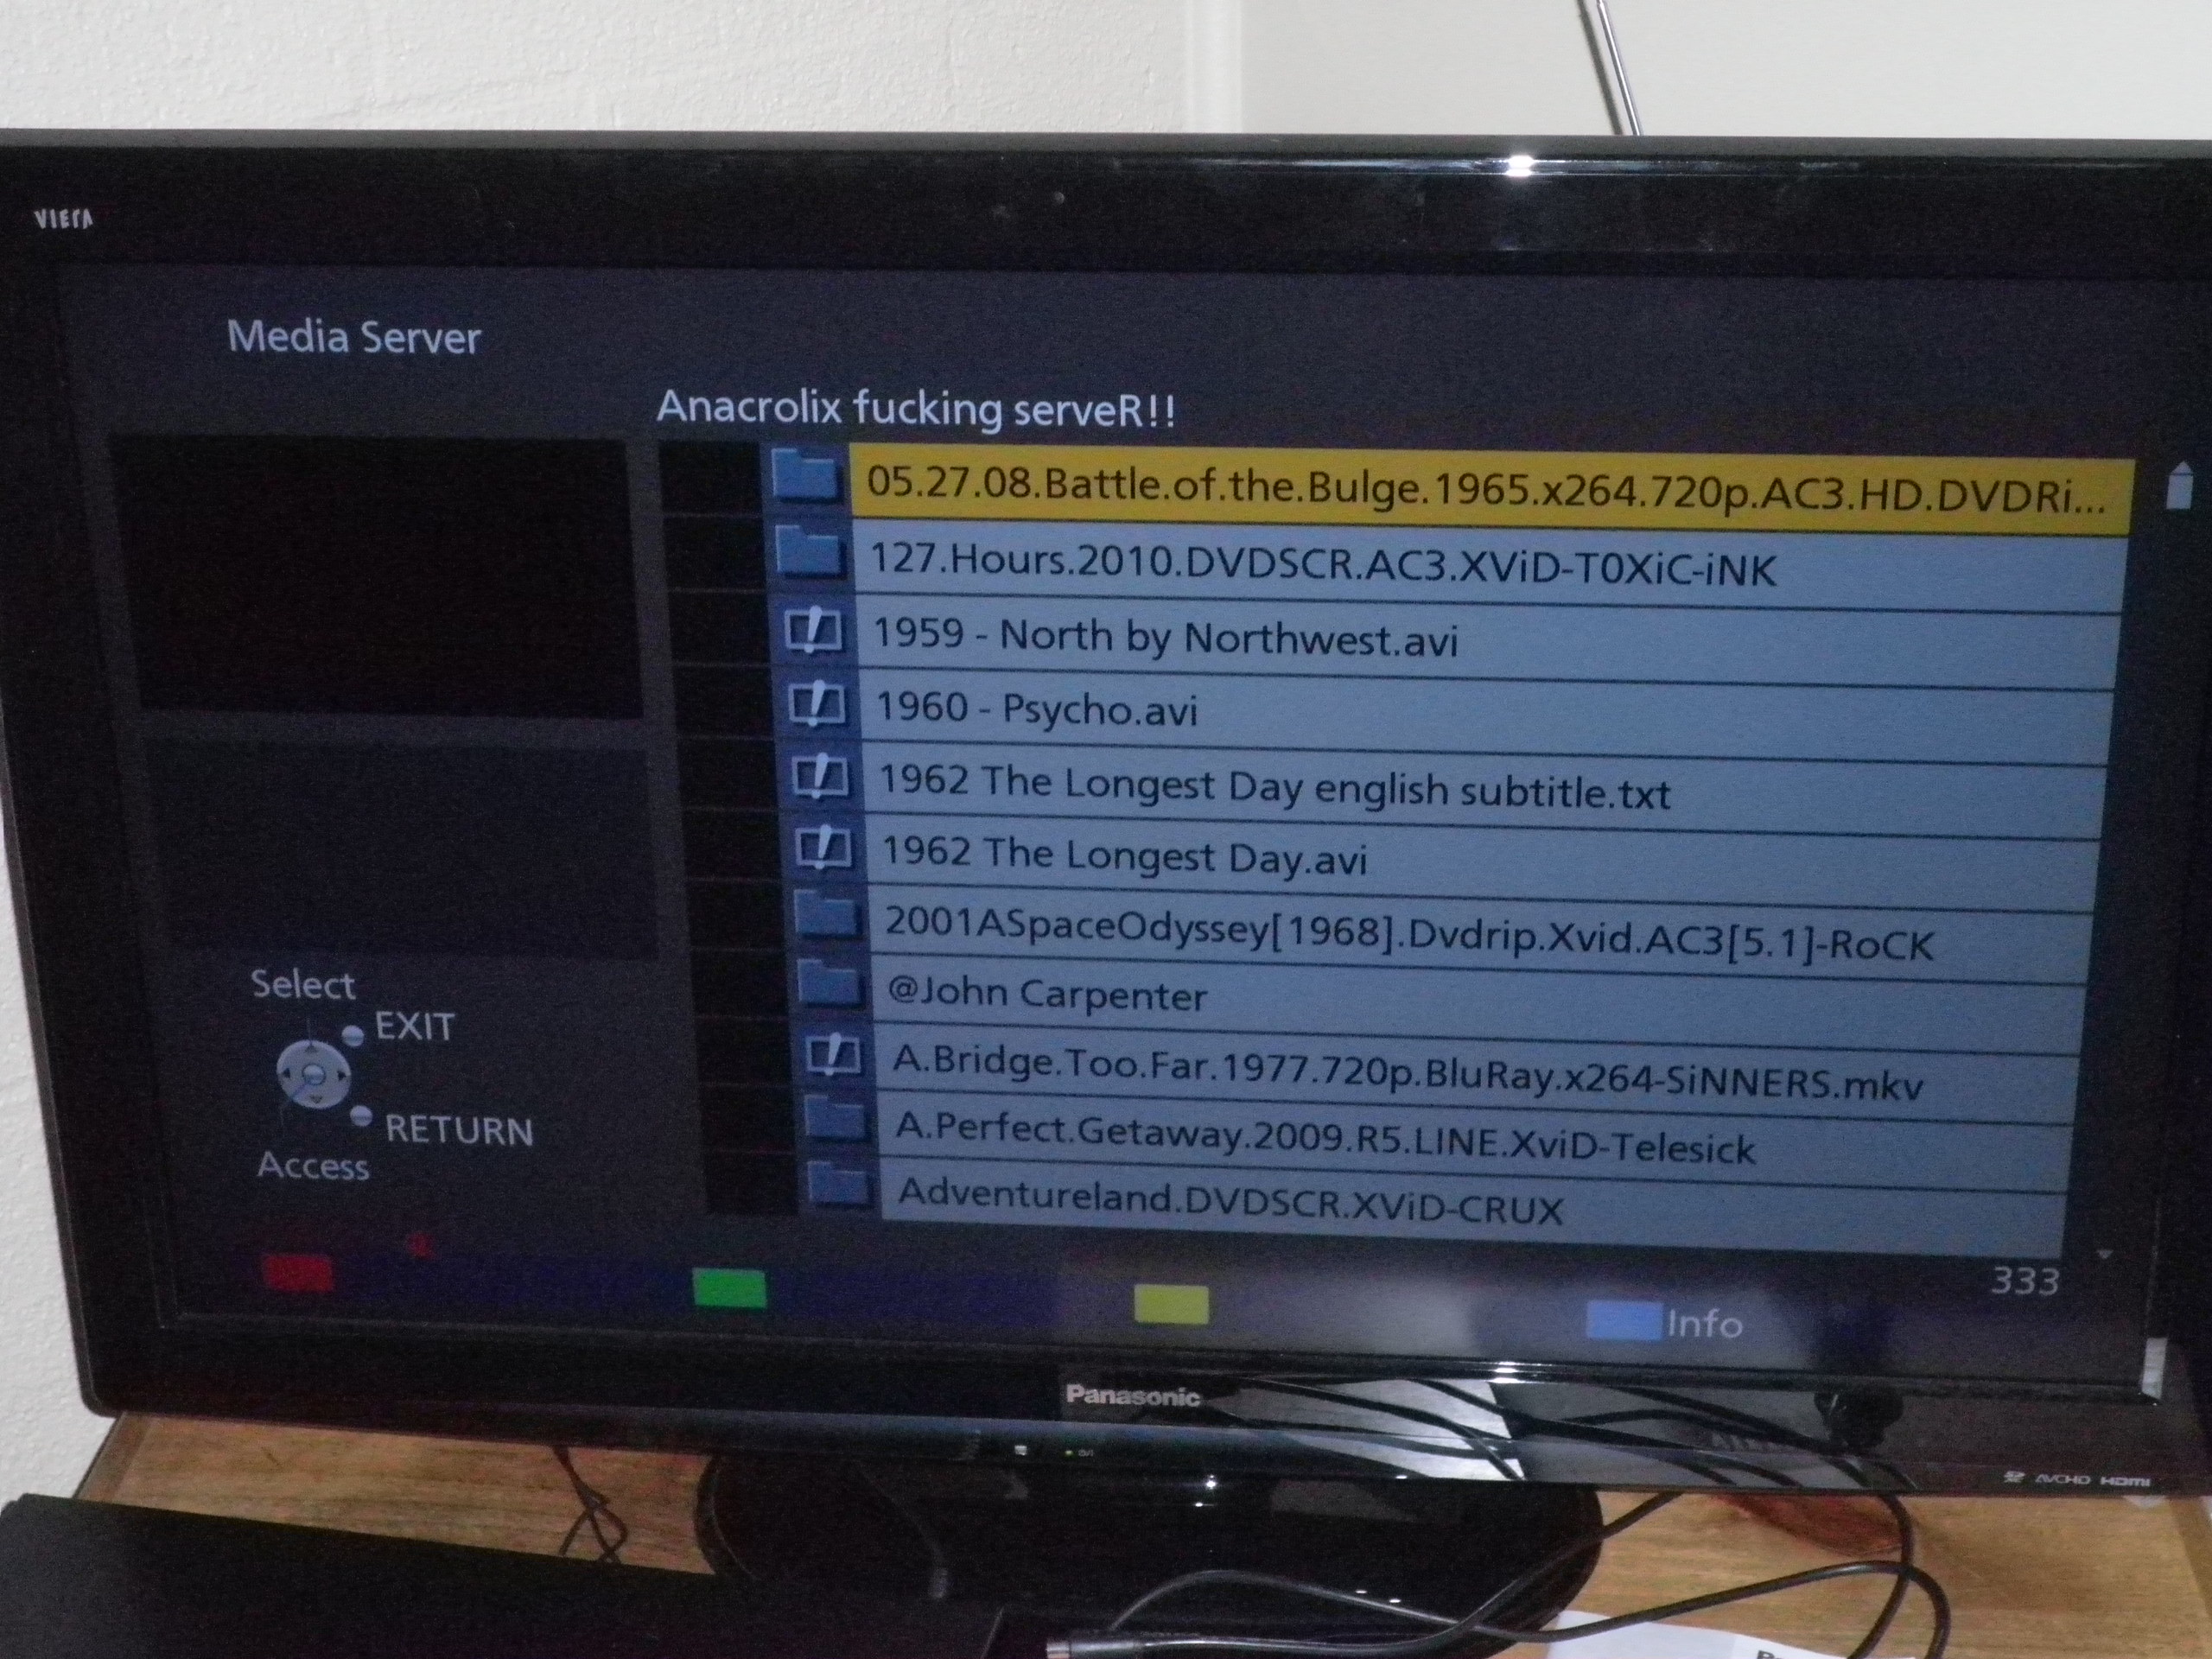 VIErA
Media Server
Anacrolix fucking serveR!!
05.27.08.Battle.of.the.Bulge.1965.x264.720p.AC3.HD.DVDRi...
127.Hours.2010.DVDSCR.AC3.XViD-T0XiC-iNK
1959 - North by Northwest.avi
1960 - Psycho.avi
1962 The Longest Day english subtitle.txt
1962 The Longest Day.avi
2001ASpaceOdyssey[1968].Dvdrip.Xvid.AC3[5.1]-RoCK
@John Carpenter
A.Bridge.Too.Far.1977.720p.BluRay.x264-SiNNERS.mkv
A.Perfect.Getaway.2009.R5.LINE.XviD-Telesick
Adventureland.DVDSCR.XViD-CRUX
Select
EXIT
RETURN
Access
333
Info
Panasonic
AVCHD HDMI